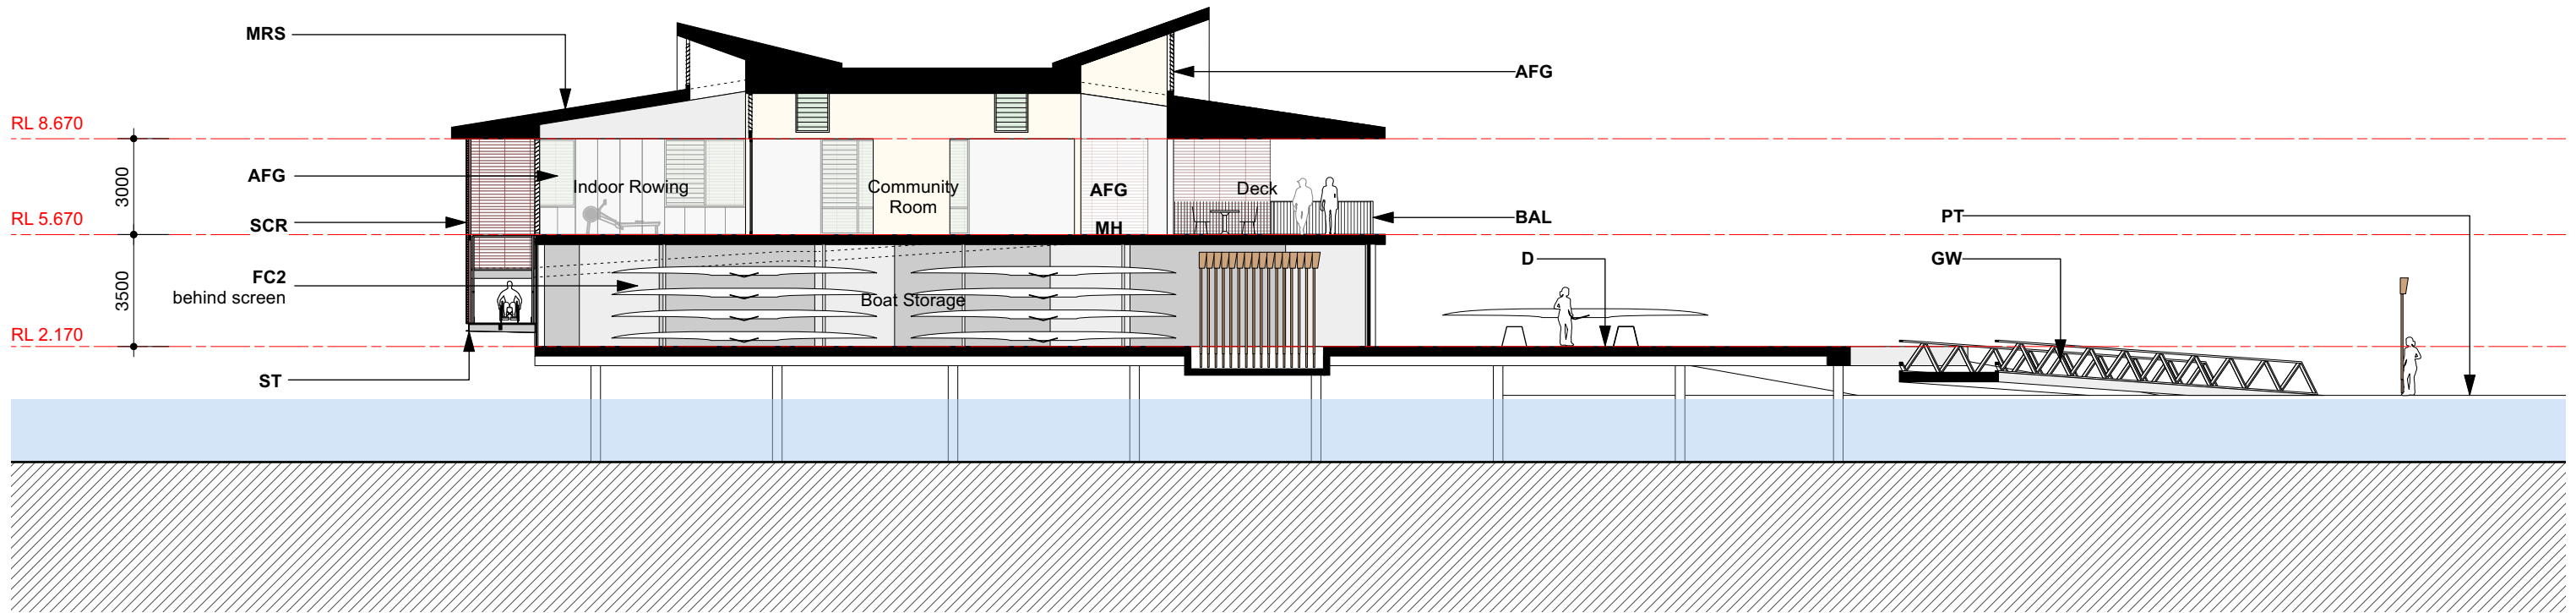 MRS
AFG
RL 8.670
3000
AFG
Indoor Rowing
Community
Room
AFG
Deck
RL 5.670
SCR
MH
BAL
PT
D
GW
FC2
behind screen
3500
Boat Storage
RL 2.170
ST